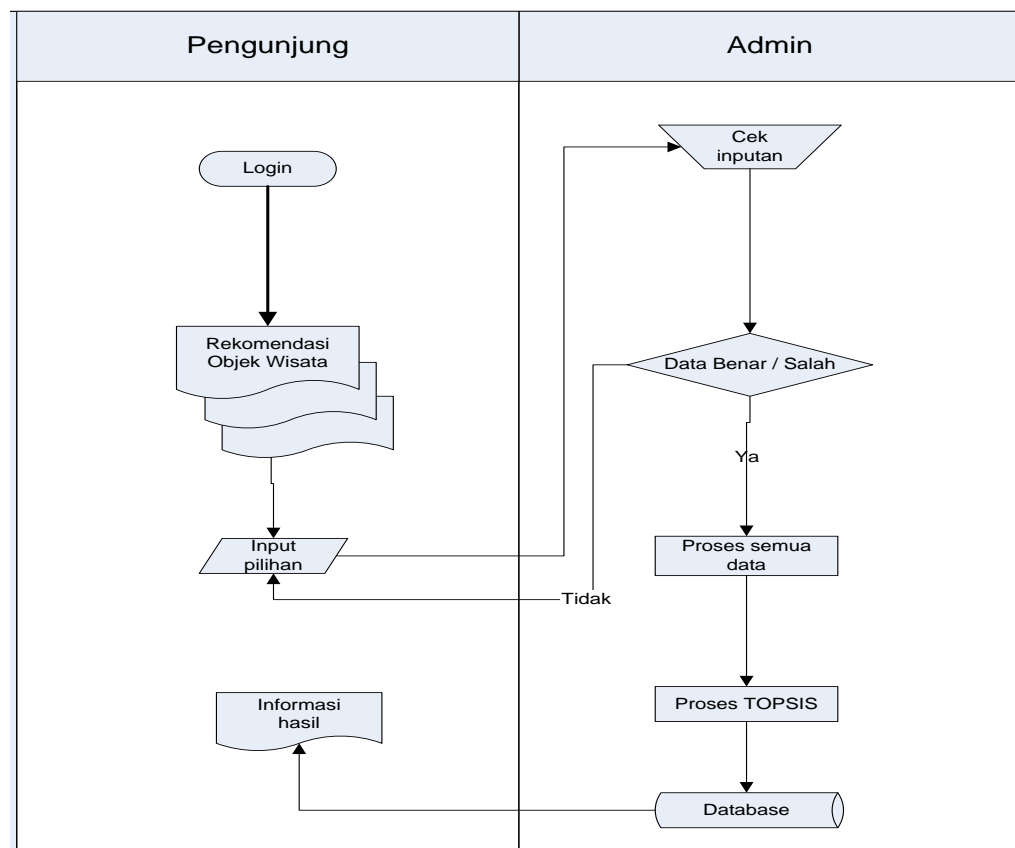 Pengunjung
Admin
Login
Rekomendasi
Objek Wisata
Input
pilihan
Cek
inputan
Data Benar / Salah
Ya
Tidak
Proses semua
data
Proses TOPSIS
Database
Informasi
hasil